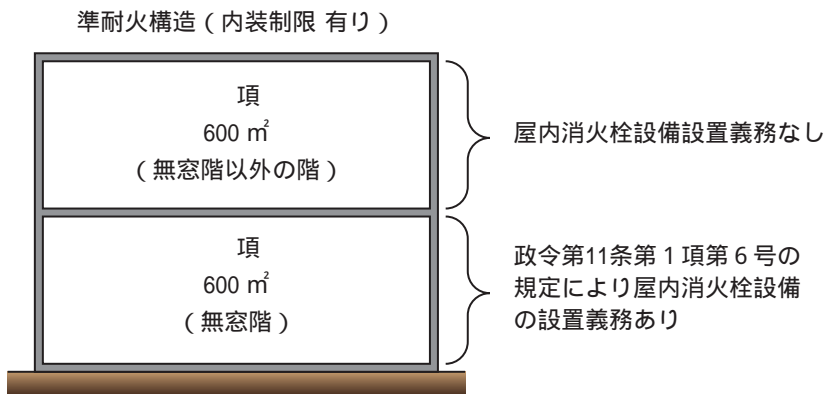 準耐火構造（内装制限 有り）
項
600 ㎡
（無窓階以外の階）
屋内消火栓設備設置義務なし
項
600 ㎡
（無窓階）
政令第11条第１項第６号の
規定により屋内消火栓設備
の設置義務あり